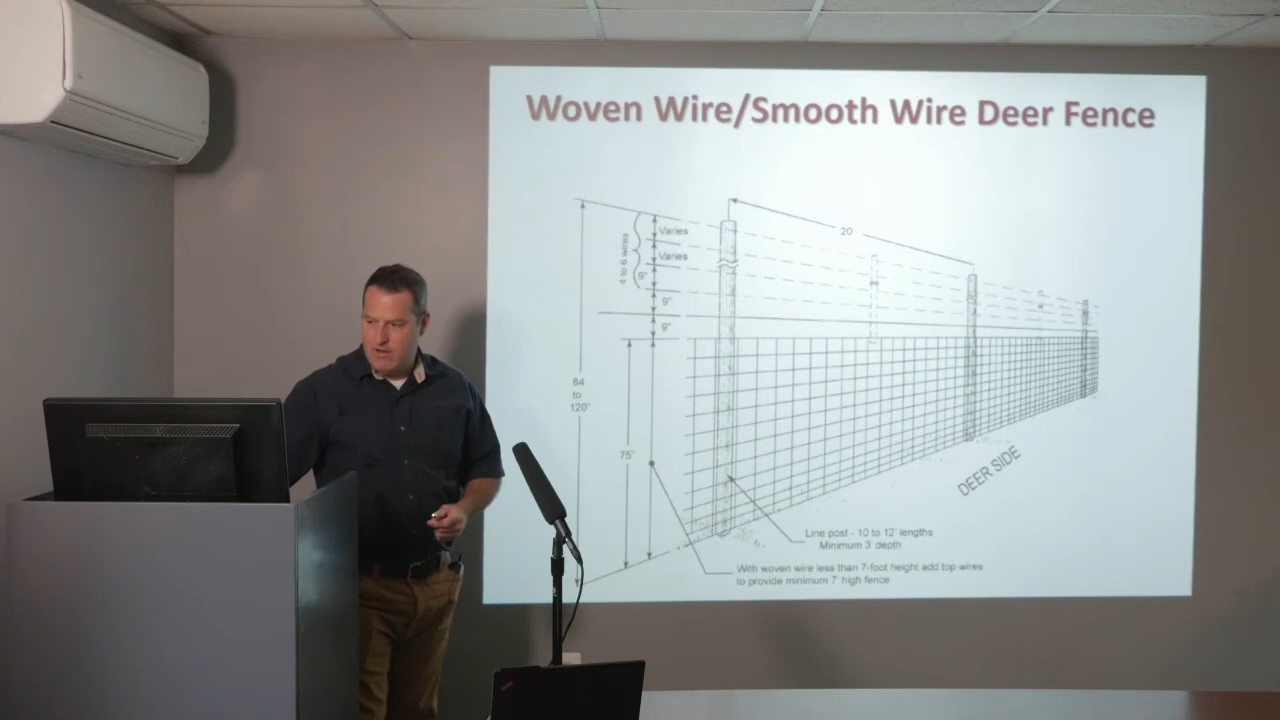 Woven Wire/Smooth Wire Deer Fence
20'
4 to 6 wires
Varies
Varies
9"
9"
9"
84
to
120"
75"
DEER SIDE
Line post - 10 to 12' lengths
Minimum 3' depth
With woven wire less than 7-foot height add top wires
to provide minimum 7' high fence